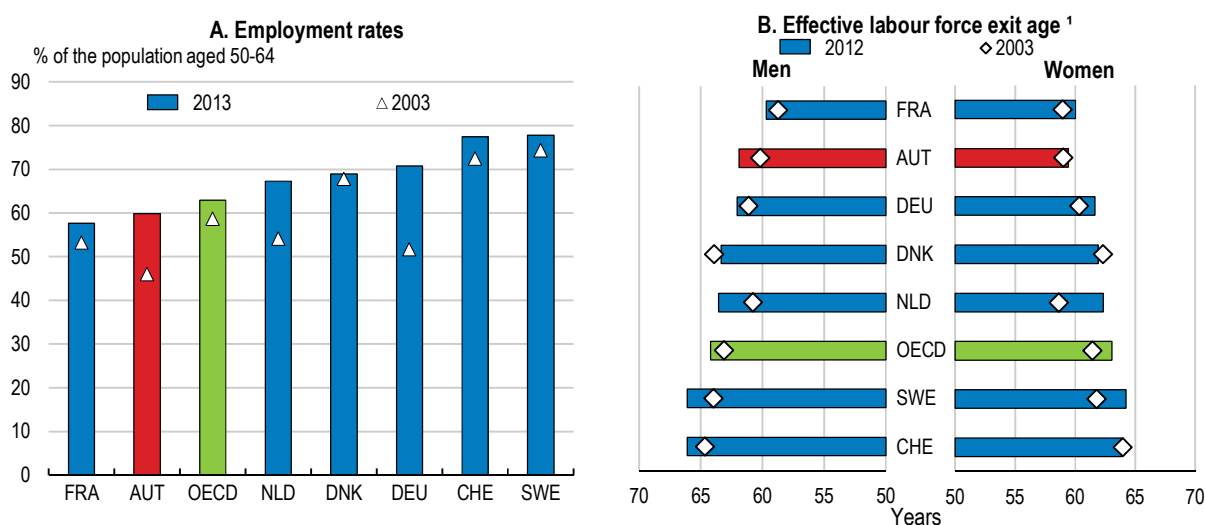 A. Employment rates
% of the population aged 50-64
2013
2003
90
80
70
60
50
40
30
20
10
0
FRA AUT OECD NLD DNK DEU CHE SWE
B. Effective labour force exit age ¹
2012
2003
Men
Women
FRA
AUT
DEU
DNK
NLD
OECD
SWE
CHE
70 65 60 55 50
50 55 60 65 70
Years